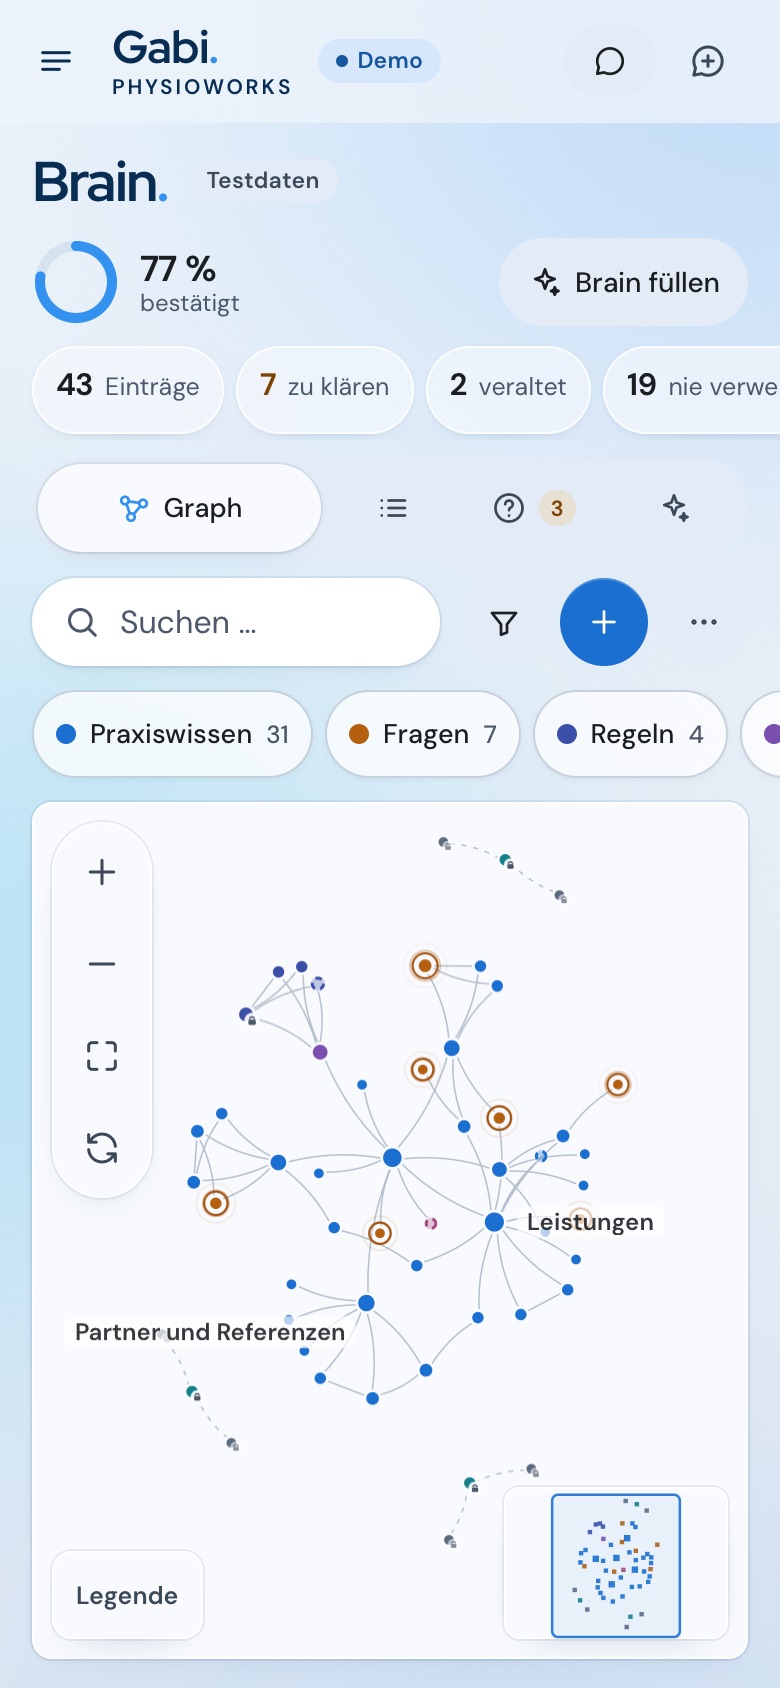 Gabi.
PHYSIOWORKS
Demo
Brain.
Testdaten
77 %
bestätigt
Brain füllen
43 Einträge
7 zu klären
2 veraltet
19 nie verwe
Graph
3
Suchen ...
Praxiswissen 31
Fragen 7
Regeln 4
Leistungen
Partner und Referenzen
Legende